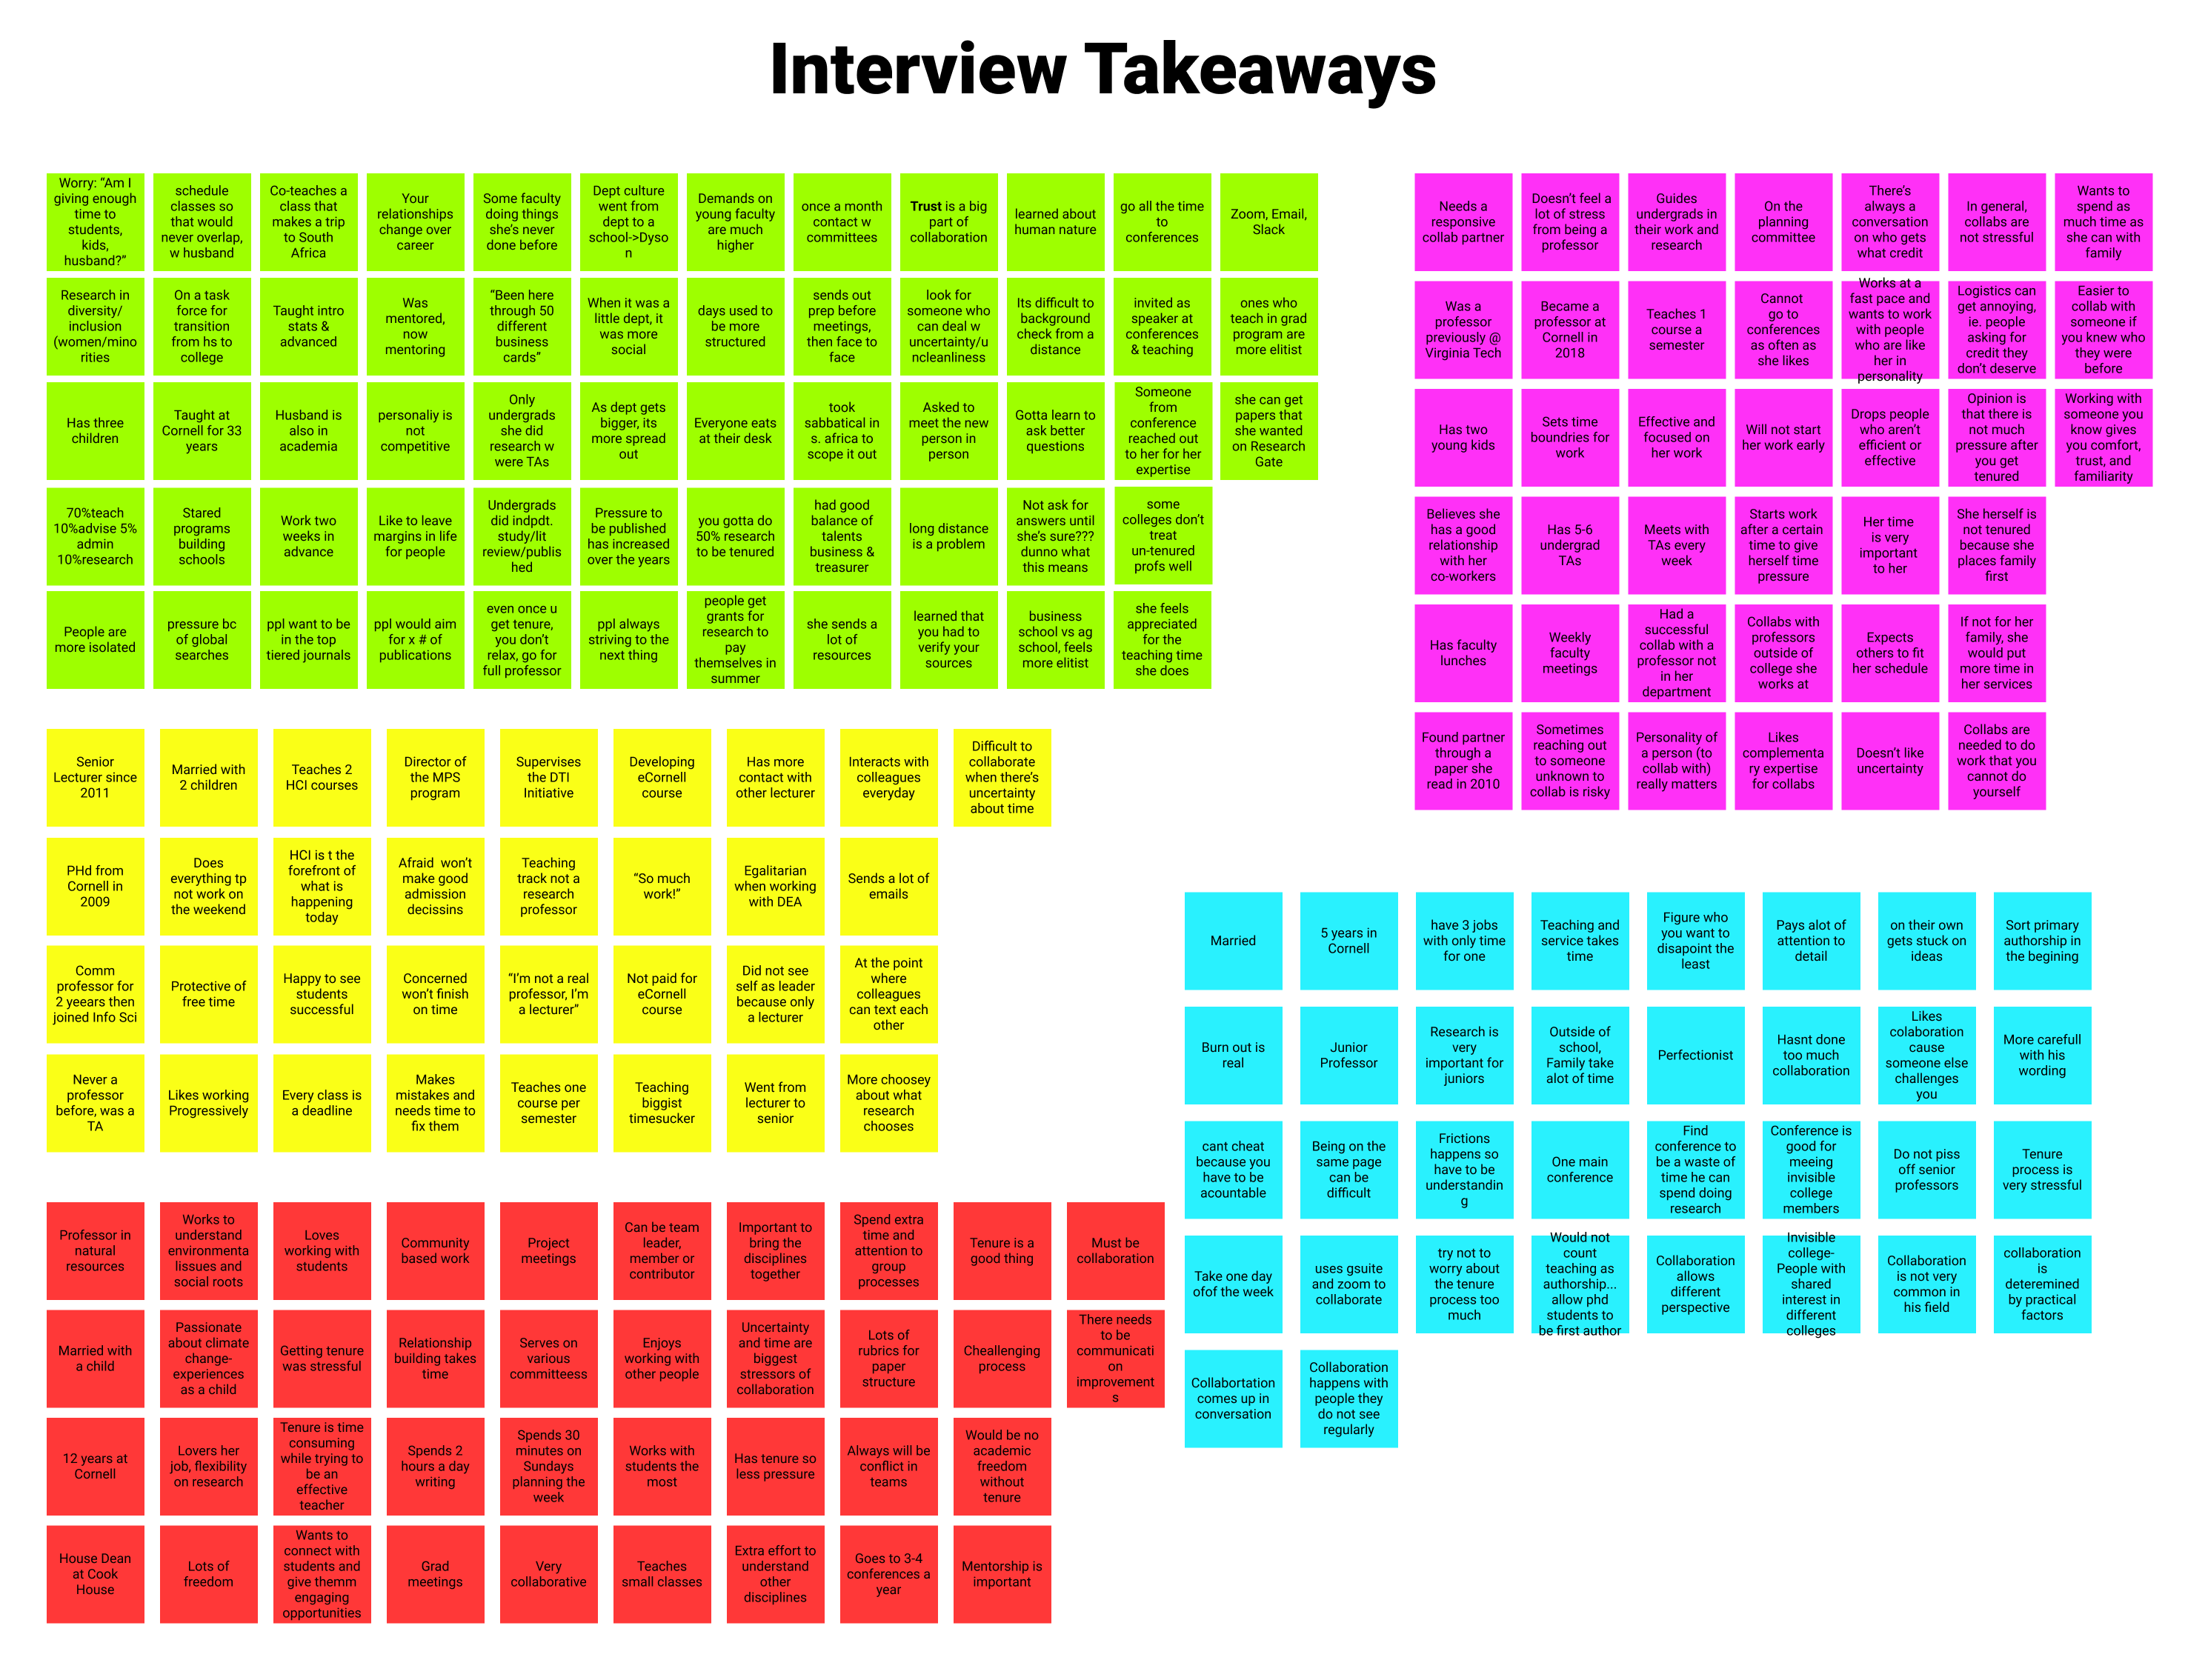 Interview Takeaways
Worry: “Am I
giving enough
time to
students,
kids,
husband?”
schedule
classes so
that would
never overlap,
w husband
Co-teaches a
class that
makes a trip
to South
Africa
Your
relationships
change over
career
Some faculty
doing things
she’s never
done before
Dept culture
went from
dept to a
school->Dyso
n
Demands on
young faculty
are much
higher
once a month
contact w
committees
Trust is a big
part of
collaboration
learned about
human nature
go all the time
to
conferences
Zoom, Email,
Slack
Research in
diversity/
inclusion
(women/mino
rities
On a task
force for
transition
from hs to
college
Taught intro
stats &
advanced
Was
mentored,
now
mentoring
“Been here
through 50
different
business
cards”
When it was a
little dept, it
was more
social
days used to
be more
structured
sends out
prep before
meetings,
then face to
face
look for
someone who
can deal w
uncertainty/u
ncleanliness
Its difficult to
background
check from a
distance
invited as
speaker at
conferences
& teaching
ones who
teach in grad
program are
more elitist
Has three
children
Taught at
Cornell for 33
years
Husband is
also in
academia
personaliy is
not
competitive
Only
undergrads
she did
research w
were TAs
As dept gets
bigger, its
more spread
out
Everyone eats
at their desk
took
sabbatical in
s. africa to
scope it out
Asked to
meet the new
person in
person
Gotta learn to
ask better
questions
Someone
from
conference
reached out
to her for her
expertise
she can get
papers that
she wanted
on Research
Gate
70%teach
10%advise 5%
admin
10%research
Stared
programs
building
schools
Work two
weeks in
advance
Like to leave
margins in life
for people
Undergrads
did indpdt.
study/lit
review/publis
hed
Pressure to
be published
has increased
over the years
you gotta do
50% research
to be tenured
had good
balance of
talents
business &
treasurer
long distance
is a problem
Not ask for
answers until
she’s sure???
dunno what
this means
some
colleges don’t
treat
un-tenured
profs well
People are
more isolated
pressure bc
of global
searches
ppl want to be
in the top
tiered journals
ppl would aim
for x # of
publications
even once u
get tenure,
you don’t
relax, go for
full professor
ppl always
striving to the
next thing
people get
grants for
research to
pay
themselves in
summer
she sends a
lot of
resources
learned that
you had to
verify your
sources
business
school vs ag
school, feels
more elitist
she feels
appreciated
for the
teaching time
she does
Needs a
responsive
collab partner
Doesn’t feel a
lot of stress
from being a
professor
Guides
undergrads in
their work and
research
On the
planning
committee
There’s
always a
conversation
on who gets
what credit
In general,
collabs are
not stressful
Wants to
spend as
much time as
she can with
family
Was a
professor
previously @
Virginia Tech
Became a
professor at
Cornell in
2018
Teaches 1
course a
semester
Cannot
go to
conferences
as often as
she likes
Works at a
fast pace and
wants to work
with people
who are like
her in
personality
Logistics can
get annoying,
ie. people
asking for
credit they
don’t deserve
Easier to
collab with
someone if
you knew who
they were
before
Has two
young kids
Sets time
boundries for
work
Effective and
focused on
her work
Will not start
her work early
Drops people
who aren’t
efficient or
effective
Opinion is
that there is
not much
pressure after
you get
tenured
Working with
someone you
know gives
you comfort,
trust, and
familiarity
Believes she
has a good
relationship
with her
co-workers
Has 5-6
undergrad
TAs
Meets with
TAs every
week
Starts work
after a certain
time to give
herself time
pressure
Her time
is very
important
to her
She herself is
not tenured
because she
places family
first
Has faculty
lunches
Weekly
faculty
meetings
Had a
successful
collab with a
professor not
in her
department
Collabs with
professors
outside of
college she
works at
Expects
others to fit
her schedule
If not for her
family, she
would put
more time in
her services
Found partner
through a
paper she
read in 2010
Sometimes
reaching out
to someone
unknown to
collab is risky
Personality of
a person (to
collab with)
really matters
Likes
complementa
ry expertise
for collabs
Doesn’t like
uncertainty
Collabs are
needed to do
work that you
cannot do
yourself
Senior
Lecturer since
2011
Married with
2 children
Teaches 2
HCI courses
Director of
the MPS
program
Supervises
the DTI
Initiative
Developing
eCornell
course
Has more
contact with
other lecturer
Interacts with
colleagues
everyday
Difficult to
collaborate
when there’s
uncertainty
about time
PHd from
Cornell in
2009
Does
everything tp
not work on
the weekend
HCI is t the
forefront of
what is
happening
today
Afraid won’t
make good
admission
decissins
Teaching
track not a
research
professor
“So much
work!”
Egalitarian
when working
with DEA
Sends a lot of
emails
Comm
professor for
2 yeears then
joined Info Sci
Protective of
free time
Happy to see
students
successful
Concerned
won’t finish
on time
“I’m not a real
professor, I’m
a lecturer”
Not paid for
eCornell
course
Did not see
self as leader
because only
a lecturer
At the point
where
colleagues
can text each
other
Never a
professor
before, was a
TA
Likes working
Progressively
Every class is
a deadline
Makes
mistakes and
needs time to
fix them
Teaches one
course per
semester
Teaching
biggist
timesucker
Went from
lecturer to
senior
More choosey
about what
research
chooses
Married
5 years in
Cornell
have 3 jobs
with only time
for one
Teaching and
service takes
time
Figure who
you want to
disapoint the
least
Pays alot of
attention to
detail
on their own
gets stuck on
ideas
Sort primary
authorship in
the begining
Burn out is
real
Junior
Professor
Research is
very
important for
juniors
Outside of
school,
Family take
alot of time
Perfectionist
Hasnt done
too much
collaboration
Likes
colaboration
cause
someone else
challenges
you
More carefull
with his
wording
cant cheat
because you
have to be
acountable
Being on the
same page
can be
difficult
Frictions
happens so
have to be
understandin
g
One main
conference
Find
conference to
be a waste of
time he can
spend doing
research
Conference is
good for
meeing
invisible
college
members
Do not piss
off senior
professors
Tenure
process is
very stressful
Take one day
ofof the week
uses gsuite
and zoom to
collaborate
try not to
worry about
the tenure
process too
much
Would not
count
teaching as
authorship...
allow phd
students to
be first author
Collaboration
allows
different
perspective
Invisible
college-
People with
shared
interest in
different
colleges
Collaboration
is not very
common in
his field
collaboration
is
deteremined
by practical
factors
Collabortation
comes up in
conversation
Collaboration
happens with
people they
do not see
regularly
Professor in
natural
resources
Works to
understand
environmenta
lissues and
social roots
Loves
working with
students
Community
based work
Project
meetings
Can be team
leader,
member or
contributor
Important to
bring the
disciplines
together
Spend extra
time and
attention to
group
processes
Tenure is a
good thing
Must be
collaboration
Married with
a child
Passionate
about climate
change-
experiences
as a child
Getting tenure
was stressful
Relationship
building takes
time
Serves on
various
committeess
Enjoys
working with
other people
Uncertainty
and time are
biggest
stressors of
collaboration
Lots of
rubrics for
paper
structure
Cheallenging
process
There needs
to be
communicati
on
improvement
s
12 years at
Cornell
Lovers her
job, flexibility
on research
Tenure is time
consuming
while trying to
be an
effective
teacher
Spends 2
hours a day
writing
Spends 30
minutes on
Sundays
planning the
week
Works with
students the
most
Has tenure so
less pressure
Always will be
conflict in
teams
Would be no
academic
freedom
without
tenure
House Dean
at Cook
House
Lots of
freedom
Wants to
connect with
students and
give themm
engaging
opportunities
Grad
meetings
Very
collaborative
Teaches
small classes
Extra effort to
understand
other
disciplines
Goes to 3-4
conferences a
year
Mentorship is
important